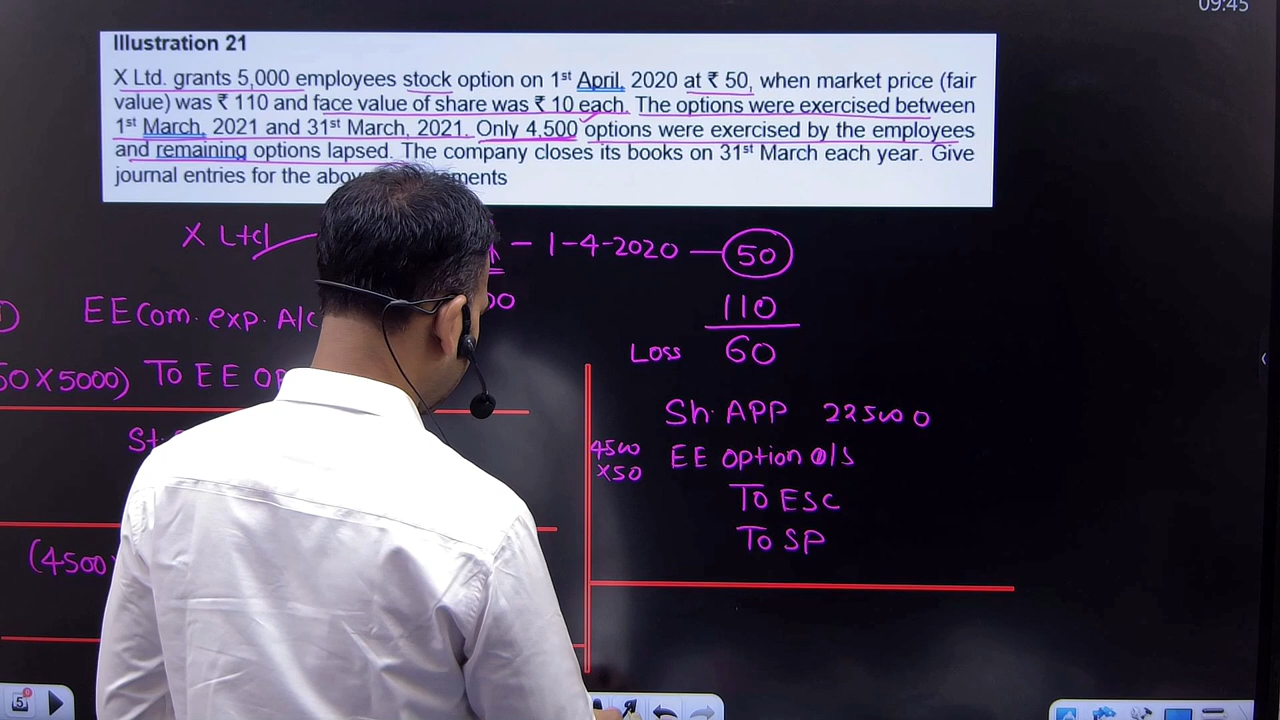 09:45
Illustration 21
X Ltd. grants 5,000 employees stock option on 1st April, 2020 at ₹ 50, when market price (fair
value) was ₹ 110 and face value of share was ₹ 10 each. The options were exercised between
1st March, 2021 and 31st March, 2021. Only 4,500 options were exercised by the employees
and remaining options lapsed. The company closes its books on 31st March each year. Give
journal entries for the
X Ltd – 1-4-2020 — 50
110
Loss 60
EE Com. exp. A/c
50 X 5000) To EE
Sh. APP 225000
4500 EE option o/s
X50
To ESC
To SP
(4500
5